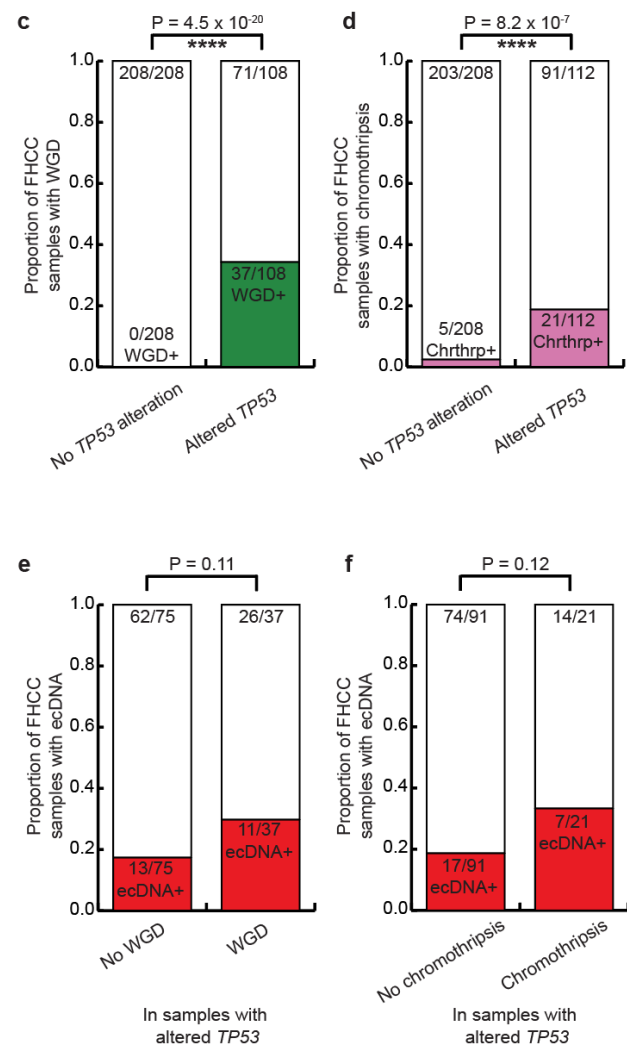 c
P = 4.5 x 10-20
****
Proportion of FHCC
samples with WGD
1.0
0.8
0.6
0.4
0.2
0.0
208/208
71/108
0/208
WGD+
37/108
WGD+
No TP53 alteration
Altered TP53
d
P = 8.2 x 10-7
****
Proportion of FHCC
samples with chromothripsis
1.0
0.8
0.6
0.4
0.2
0.0
203/208
91/112
5/208
Chrthrp+
21/112
Chrthrp+
No TP53 alteration
Altered TP53
e
P = 0.11
Proportion of FHCC
samples with ecDNA
1.0
0.8
0.6
0.4
0.2
0.0
62/75
26/37
13/75
ecDNA+
11/37
ecDNA+
No WGD
WGD
In samples with
altered TP53
f
P = 0.12
Proportion of FHCC
samples with ecDNA
1.0
0.8
0.6
0.4
0.2
0.0
74/91
14/21
17/91
ecDNA+
7/21
ecDNA+
No chromothripsis
Chromothripsis
In samples with
altered TP53